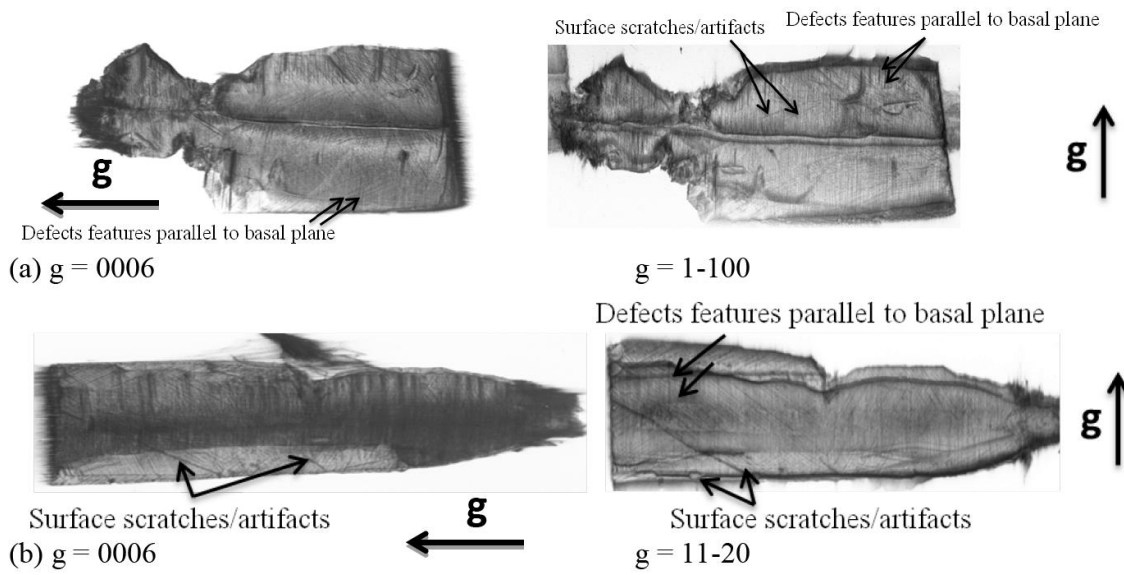 Surface scratches/artifacts
Defects features parallel to basal plane
g
g
Defects features parallel to basal plane
(a) g = 0006
g = 1-100
Defects features parallel to basal plane
g
Surface scratches/artifacts
g
Surface scratches/artifacts
(b) g = 0006
g = 11-20